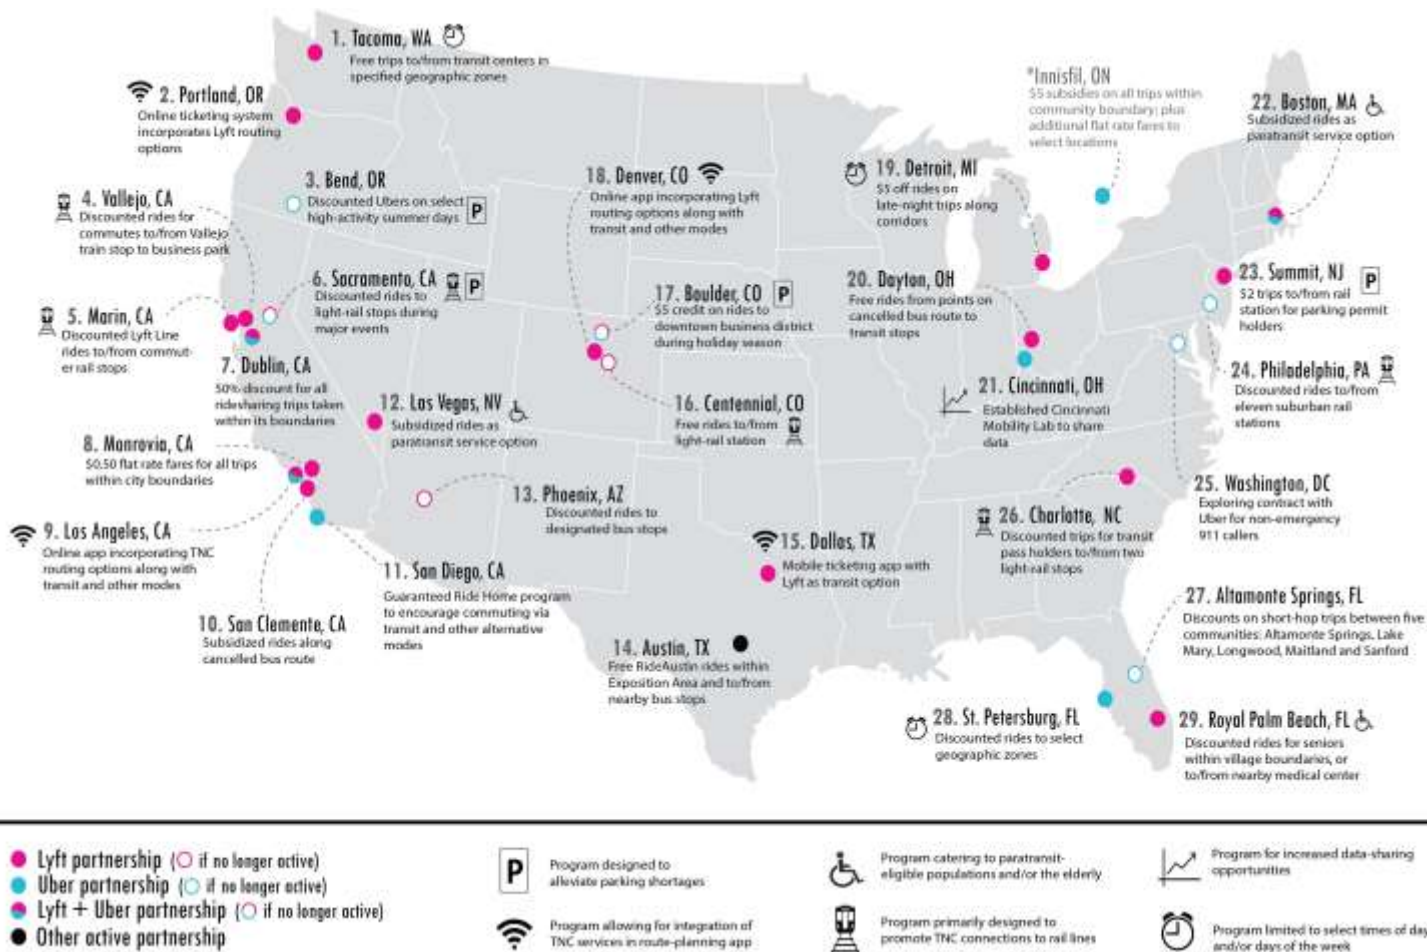 1. Tacoma, WA
Free trips to/from transit centers in
specified geographic zones
2. Portland, OR
Online ticketing system
incorporates Lyft routing
options
3. Bend, OR
Discounted Ubers on select
high-activity summer days
P
4. Vallejo, CA
Discounted rides for
commutes to/from Vallejo
train stop to business park
5. Marin, CA
Discounted Lyft Line
rides to/from commut-
er rail stops
6. Sacramento, CA
P
Discounted rides to
light-rail stops during
major events
7. Dublin, CA
50% discount for all
ridesharing trips taken
within its boundaries
8. Monrovia, CA
$0.50 flat rate fares for all trips
within city boundaries
9. Los Angeles, CA
Online app incorporating TNC
routing options along with
transit and other modes
10. San Clemente, CA
Subsidized rides along
cancelled bus route
11. San Diego, CA
Guaranteed Ride Home program
to encourage commuting via
transit and other alternative
modes
12. Las Vegas, NV
Subsidized rides as
paratransit service option
13. Phoenix, AZ
Discounted rides to
designated bus stops
14. Austin, TX
Free RideAustin rides within
Exposition Area and to/from
nearby bus stops
15. Dallas, TX
Mobile ticketing app with
Lyft as transit option
16. Centennial, CO
Free rides to/from
light-rail station
17. Boulder, CO
P
$5 credit on rides to
downtown business district
during holiday season
18. Denver, CO
Online app incorporating Lyft
routing options along with
transit and other modes
19. Detroit, MI
$5 off rides on
late-night trips along
corridors
20. Dayton, OH
Free rides from points on
cancelled bus route to
transit stops
21. Cincinnati, OH
Established Cincinnati
Mobility Lab to share
data
*Innisfil, ON
$5 subsidies on all trips within
community boundary; plus
additional flat rate fares to
select locations
22. Boston, MA
Subsidized rides as
paratransit service option
23. Summit, NJ
P
$2 trips to/from rail
station for parking permit
holders
24. Philadelphia, PA
Discounted rides to/from
eleven suburban rail
stations
25. Washington, DC
Exploring contract with
Uber for non-emergency
911 callers
26. Charlotte, NC
Discounted trips for transit
pass holders to/from two
light-rail stops
27. Altamonte Springs, FL
Discounts on short-hop trips between five
communities: Altamonte Springs, Lake
Mary, Longwood, Maitland and Sanford
28. St. Petersburg, FL
Discounted rides to select
geographic zones
29. Royal Palm Beach, FL
Discounted rides for seniors
within village boundaries, or
to/from nearby medical center
Lyft partnership (O if no longer active)
Uber partnership (O if no longer active)
Lyft + Uber partnership (O if no longer active)
Other active partnership
P
Program designed to
alleviate parking shortages
Program allowing for integration of
TNC services in route-planning app
Program catering to paratransit-
eligible populations and/or the elderly
Program primarily designed to
promote TNC connections to rail lines
Program for increased data-sharing
opportunities
Program limited to select times of
and/or days of the week